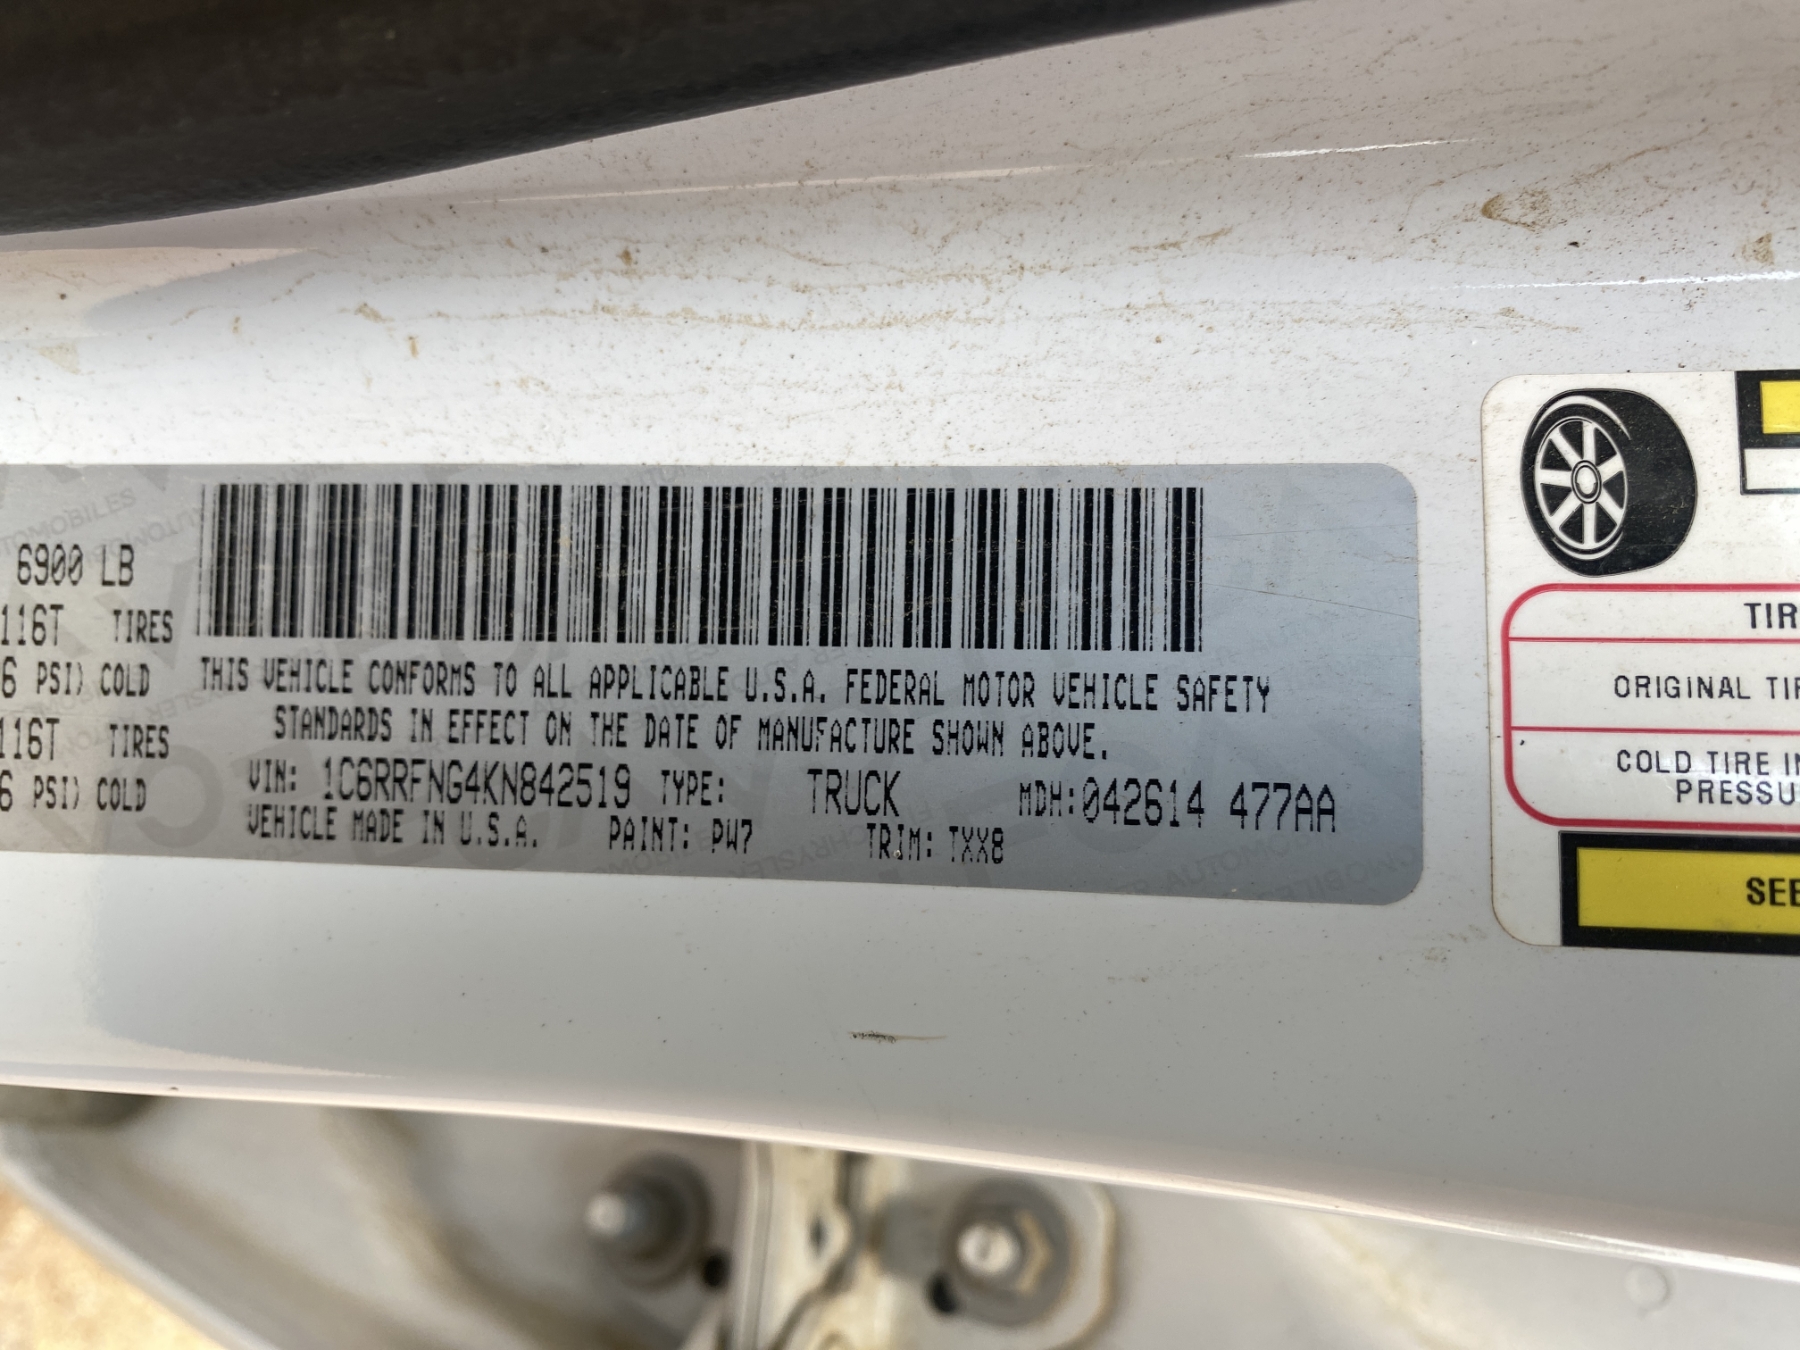 6900 LB
116T TIRES
6 PSI) COLD
116T TIRES
6 PSI) COLD
THIS VEHICLE CONFORMS TO ALL APPLICABLE U.S.A. FEDERAL MOTOR VEHICLE SAFETY
STANDARDS IN EFFECT ON THE DATE OF MANUFACTURE SHOWN ABOVE.
VIN: 1C6RRFNG4KN842519 TYPE: TRUCK MDH:042614 477AA
VEHICLE MADE IN U.S.A. PAINT: PW7 TRIM: TXX8
TIR
ORIGINAL TIR
COLD TIRE IN
PRESSU
SEE